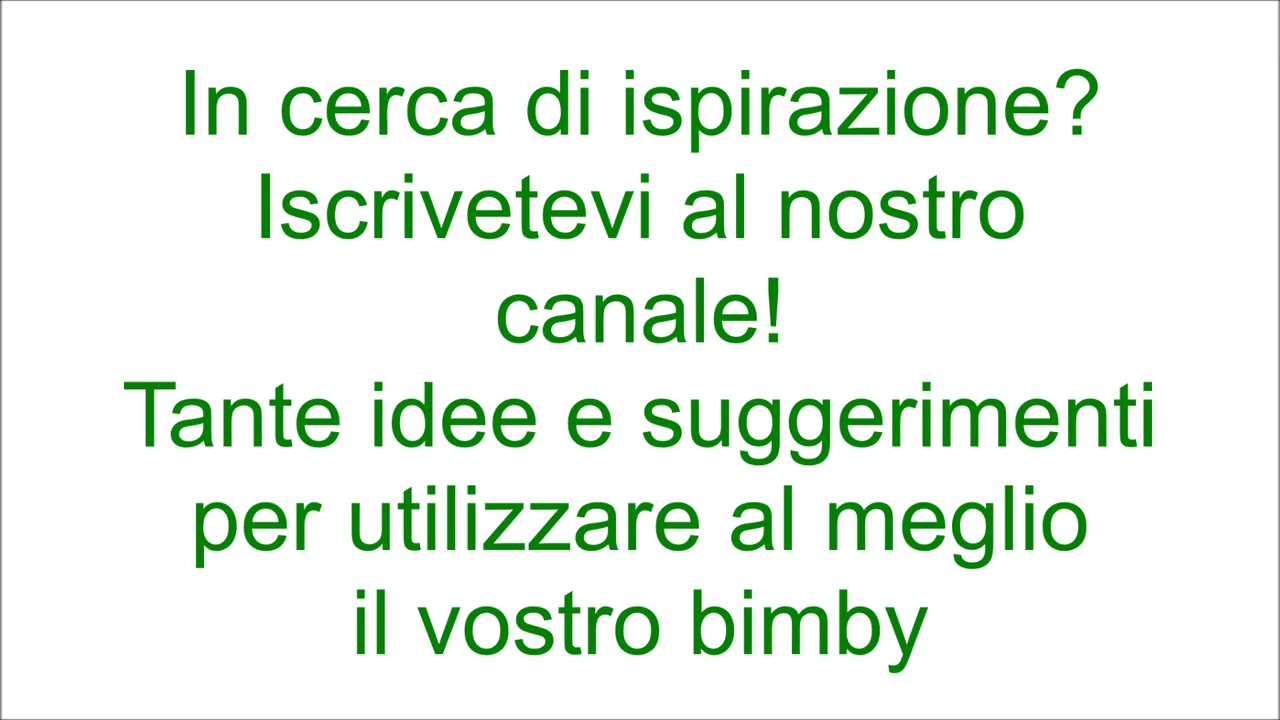 In cerca di ispirazione?
Iscrivetevi al nostro
canale!
Tante idee e suggerimenti
per utilizzare al meglio
il vostro bimby